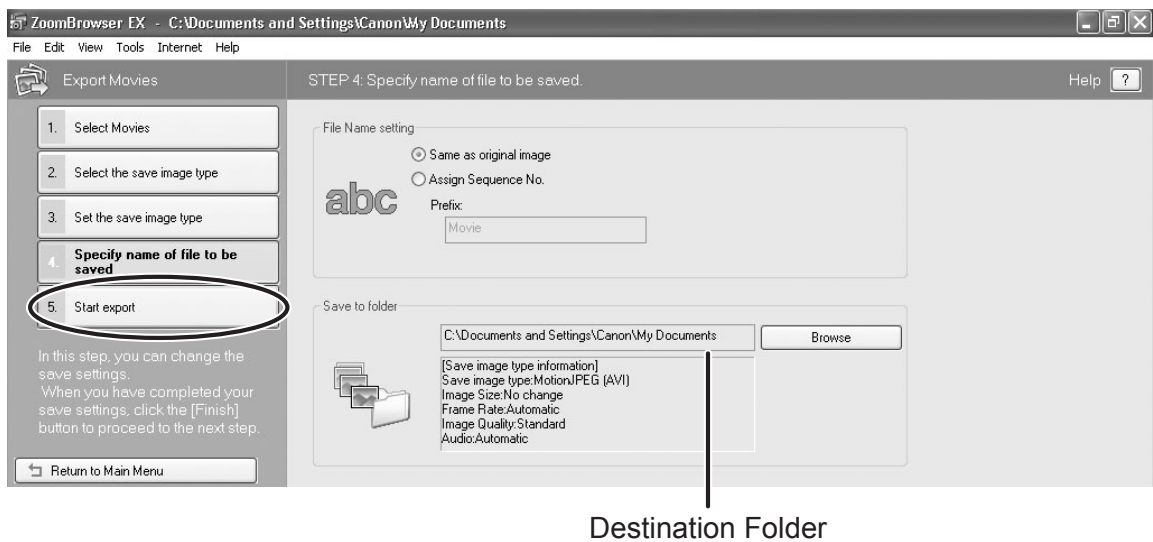 ZoomBrowser EX - C:\Documents and Settings\Canon\My Documents
File Edit View Tools Internet Help
Export Movies
STEP 4: Specify name of file to be saved.
Help ?
1. Select Movies
2. Select the save image type
3. Set the save image type
4. Specify name of file to be
saved
5. Start export
In this step, you can change the
save settings.
When you have completed your
save settings, click the [Finish]
button to proceed to the next step.
Return to Main Menu
File Name setting
abc
Same as original image
Assign Sequence No.
Prefix:
Movie
Save to folder
C:\Documents and Settings\Canon\My Documents
Browse
[Save image type information]
Save image type:MotionJPEG (AVI)
Image Size:No change
Frame Rate:Automatic
Image Quality:Standard
Audio:Automatic
Destination Folder